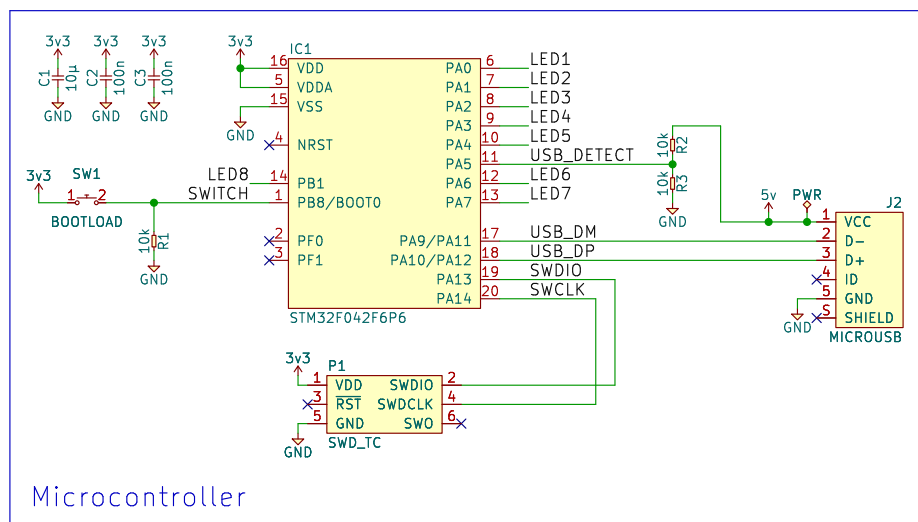 3v3
3v3
3v3
C1
10µ
C2
100n
C3
100n
GND
GND
GND
3v3
GND
IC1
16 VDD
5 VDDA
15 VSS
4 NRST
LED8 14 PB1
SWITCH 1 PB8/BOOT0
2 PF0
3 PF1
PA0 6 LED1
PA1 7 LED2
PA2 8 LED3
PA3 9 LED4
PA4 10 LED5
PA5 11 USB_DETECT
PA6 12 LED6
PA7 13 LED7
PA9/PA11 17 USB_DM
PA10/PA12 18 USB_DP
PA13 19 SWDIO
PA14 20 SWCLK
STM32F042F6P6
3v3
SW1
1 2
BOOTLOAD
10k
R1
GND
10k
R2
10k
R3
GND
5v
PWR
J2
1 VCC
2 D-
3 D+
4 ID
5 GND
S SHIELD
GND
MICROUSB
3v3
P1
1 VDD SWDIO 2
3 RST SWDCLK 4
5 GND SWO 6
GND
SWD_TC
Microcontroller